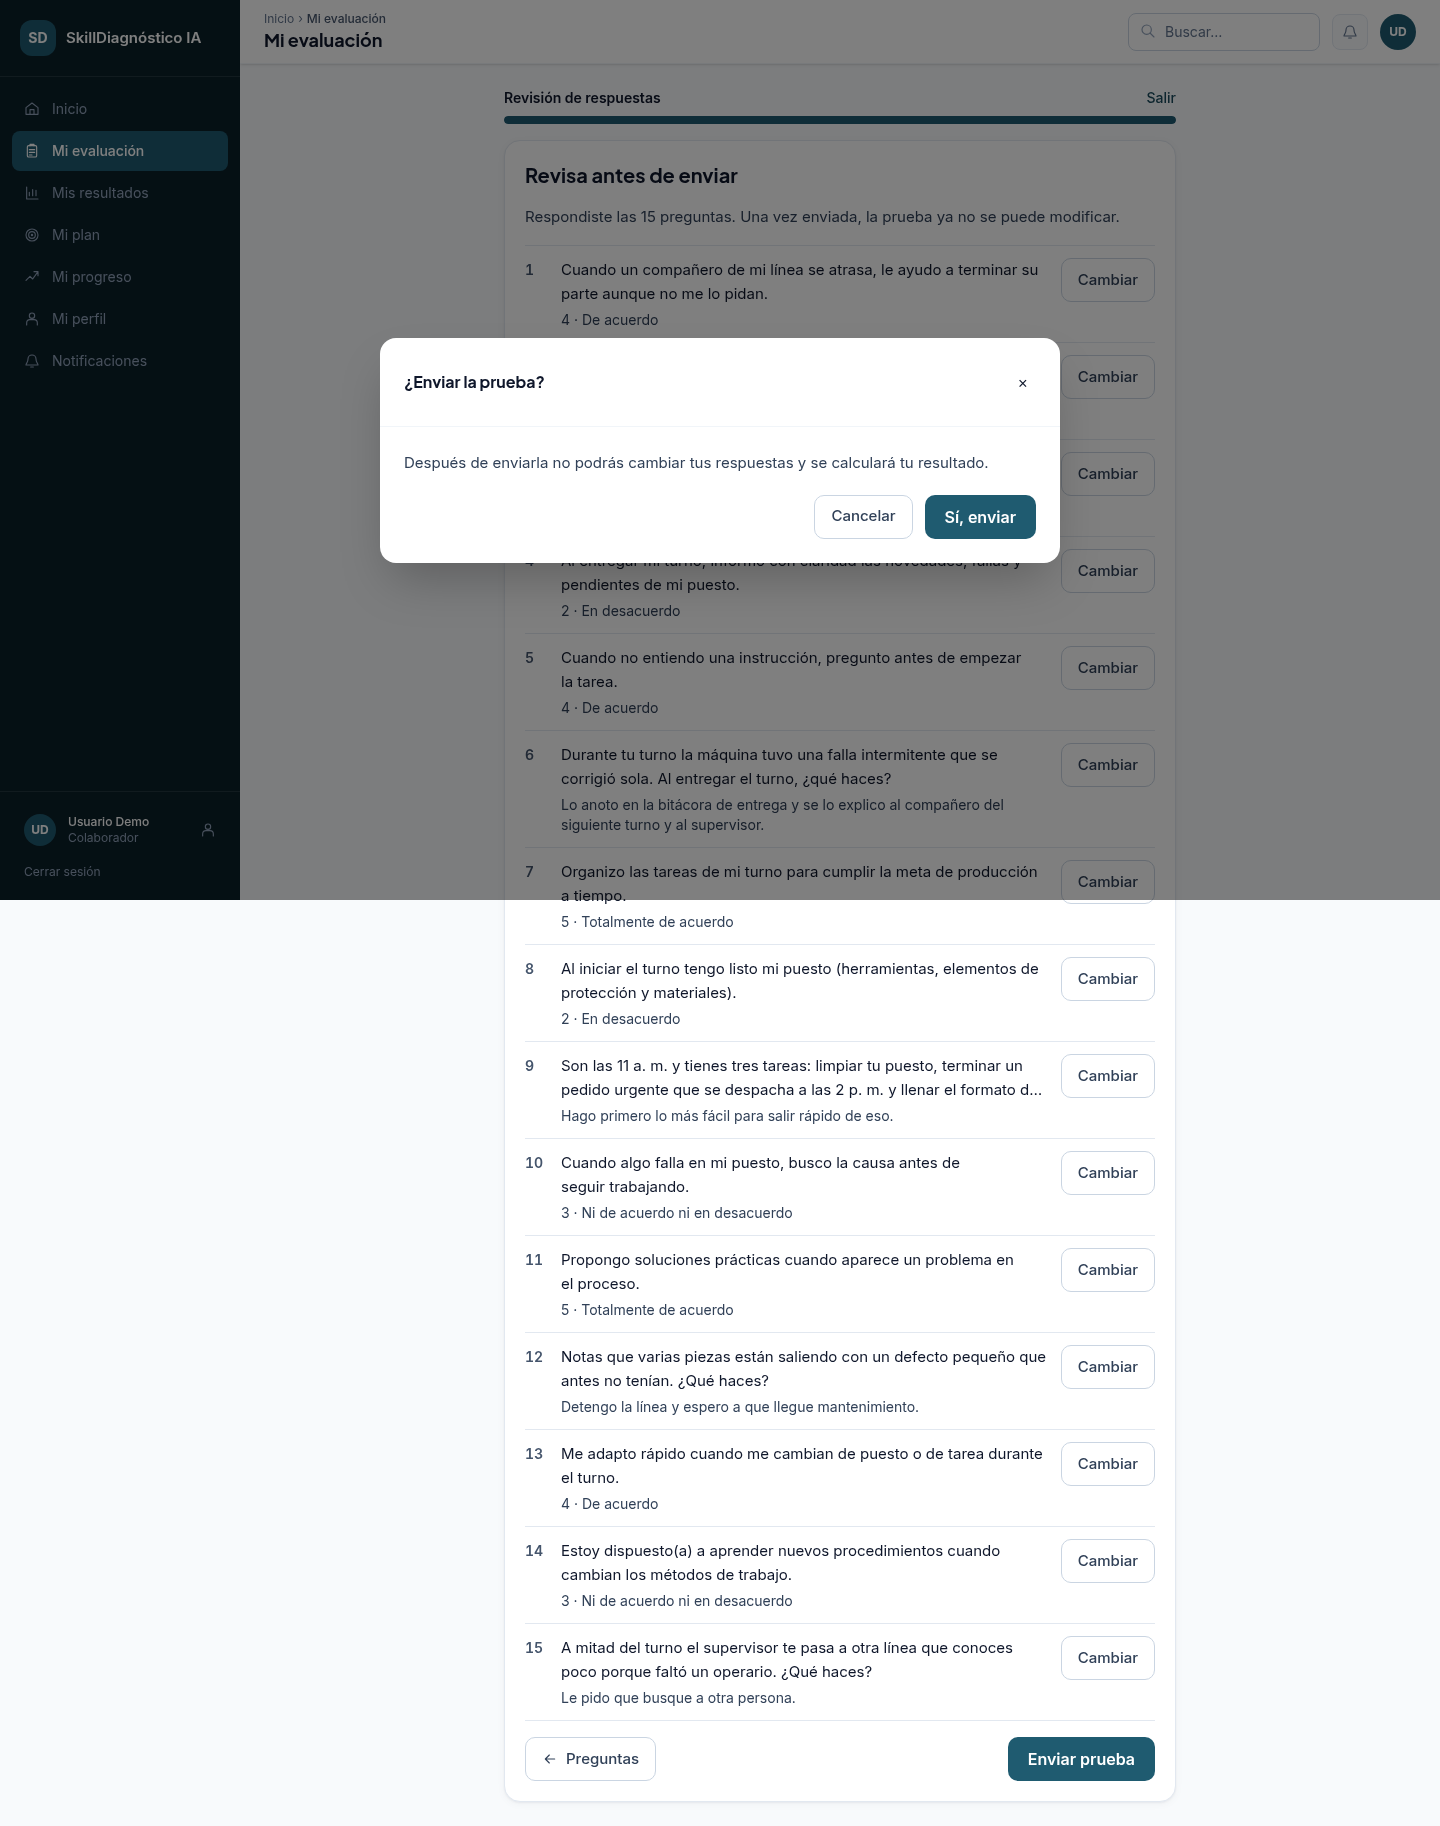 SD SkillDiagnóstico IA
Inicio
Mi evaluación
Mis resultados
Mi plan
Mi progreso
Mi perfil
Notificaciones
UD
Usuario Demo
Colaborador
Cerrar sesión
Inicio › Mi evaluación
Mi evaluación
Buscar...
UD
Revisión de respuestas
Salir
Revisa antes de enviar
Respondiste las 15 preguntas. Una vez enviada, la prueba ya no se puede modificar.
1
Cuando un compañero de mi línea se atrasa, le ayudo a terminar su
parte aunque no me lo pidan.
4 · De acuerdo
Cambiar
Cambiar
Cambiar
¿Enviar la prueba?
×
Después de enviarla no podrás cambiar tus respuestas y se calculará tu resultado.
Cancelar
Sí, enviar
4
Al entregar mi turno, informo con claridad las novedades, fallas y
pendientes de mi puesto.
2 · En desacuerdo
Cambiar
5
Cuando no entiendo una instrucción, pregunto antes de empezar
la tarea.
4 · De acuerdo
Cambiar
6
Durante tu turno la máquina tuvo una falla intermitente que se
corrigió sola. Al entregar el turno, ¿qué haces?
Lo anoto en la bitácora de entrega y se lo explico al compañero del
siguiente turno y al supervisor.
Cambiar
7
Organizo las tareas de mi turno para cumplir la meta de producción
a tiempo.
5 · Totalmente de acuerdo
Cambiar
8
Al iniciar el turno tengo listo mi puesto (herramientas, elementos de
protección y materiales).
2 · En desacuerdo
Cambiar
9
Son las 11 a. m. y tienes tres tareas: limpiar tu puesto, terminar un
pedido urgente que se despacha a las 2 p. m. y llenar el formato d...
Hago primero lo más fácil para salir rápido de eso.
Cambiar
10
Cuando algo falla en mi puesto, busco la causa antes de
seguir trabajando.
3 · Ni de acuerdo ni en desacuerdo
Cambiar
11
Propongo soluciones prácticas cuando aparece un problema en
el proceso.
5 · Totalmente de acuerdo
Cambiar
12
Notas que varias piezas están saliendo con un defecto pequeño que
antes no tenían. ¿Qué haces?
Detengo la línea y espero a que llegue mantenimiento.
Cambiar
13
Me adapto rápido cuando me cambian de puesto o de tarea durante
el turno.
4 · De acuerdo
Cambiar
14
Estoy dispuesto(a) a aprender nuevos procedimientos cuando
cambian los métodos de trabajo.
3 · Ni de acuerdo ni en desacuerdo
Cambiar
15
A mitad del turno el supervisor te pasa a otra línea que conoces
poco porque faltó un operario. ¿Qué haces?
Le pido que busque a otra persona.
Cambiar
← Preguntas
Enviar prueba